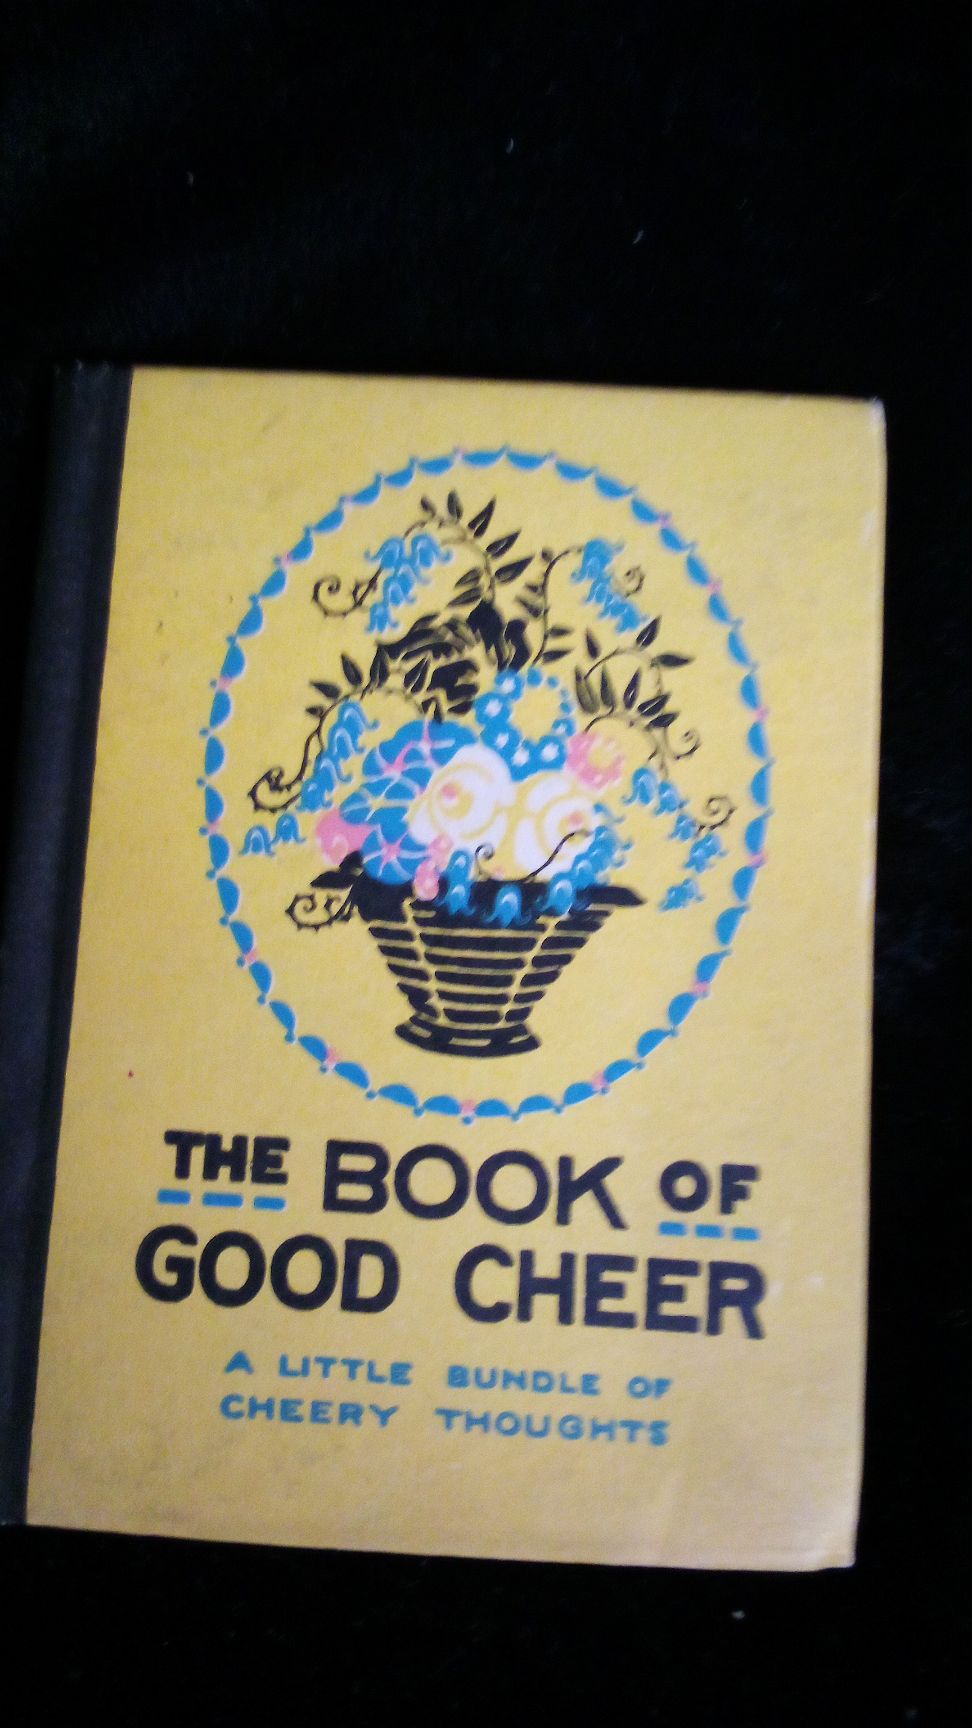 THE BOOK OF
GOOD CHEER
A LITTLE BUNDLE OF
CHEERY THOUGHTS